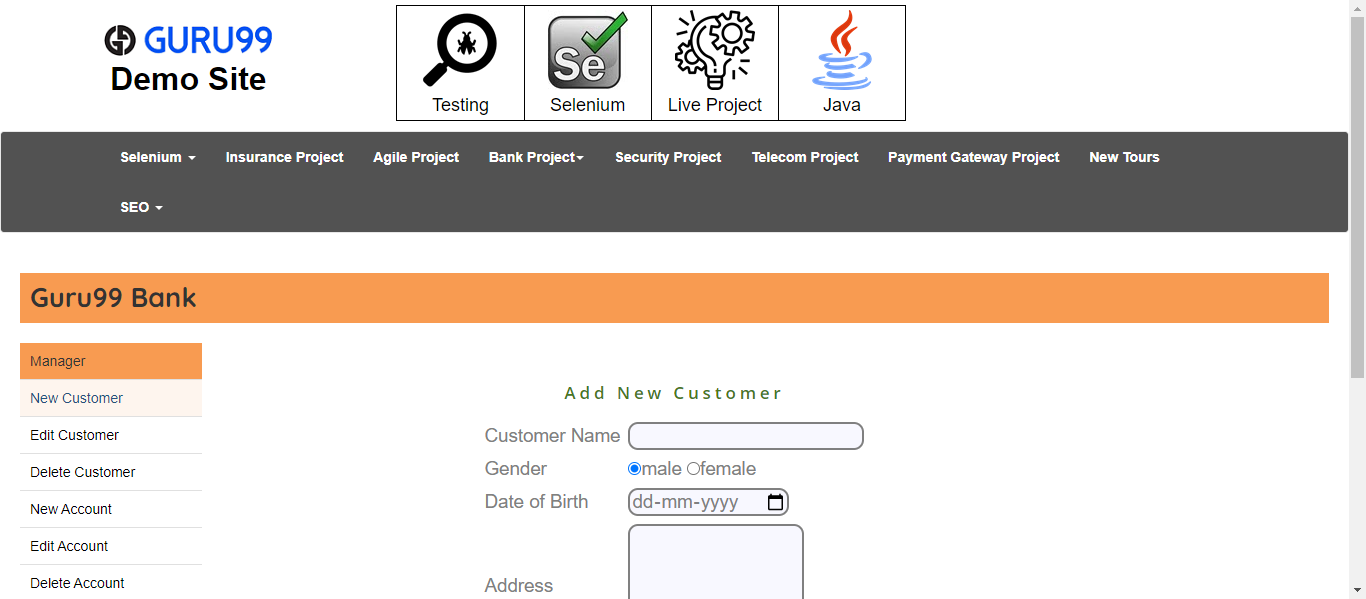 GURU99
Demo Site
Se
Testing Selenium Live Project Java
Selenium Insurance Project Agile Project Bank Project Security Project Telecom Project Payment Gateway Project New Tours
SEO
Guru99 Bank
Manager
New Customer
Edit Customer
Delete Customer
New Account
Edit Account
Delete Account
Add New Customer
Customer Name
Gender male female
Date of Birth dd-mm-yyyy
Address